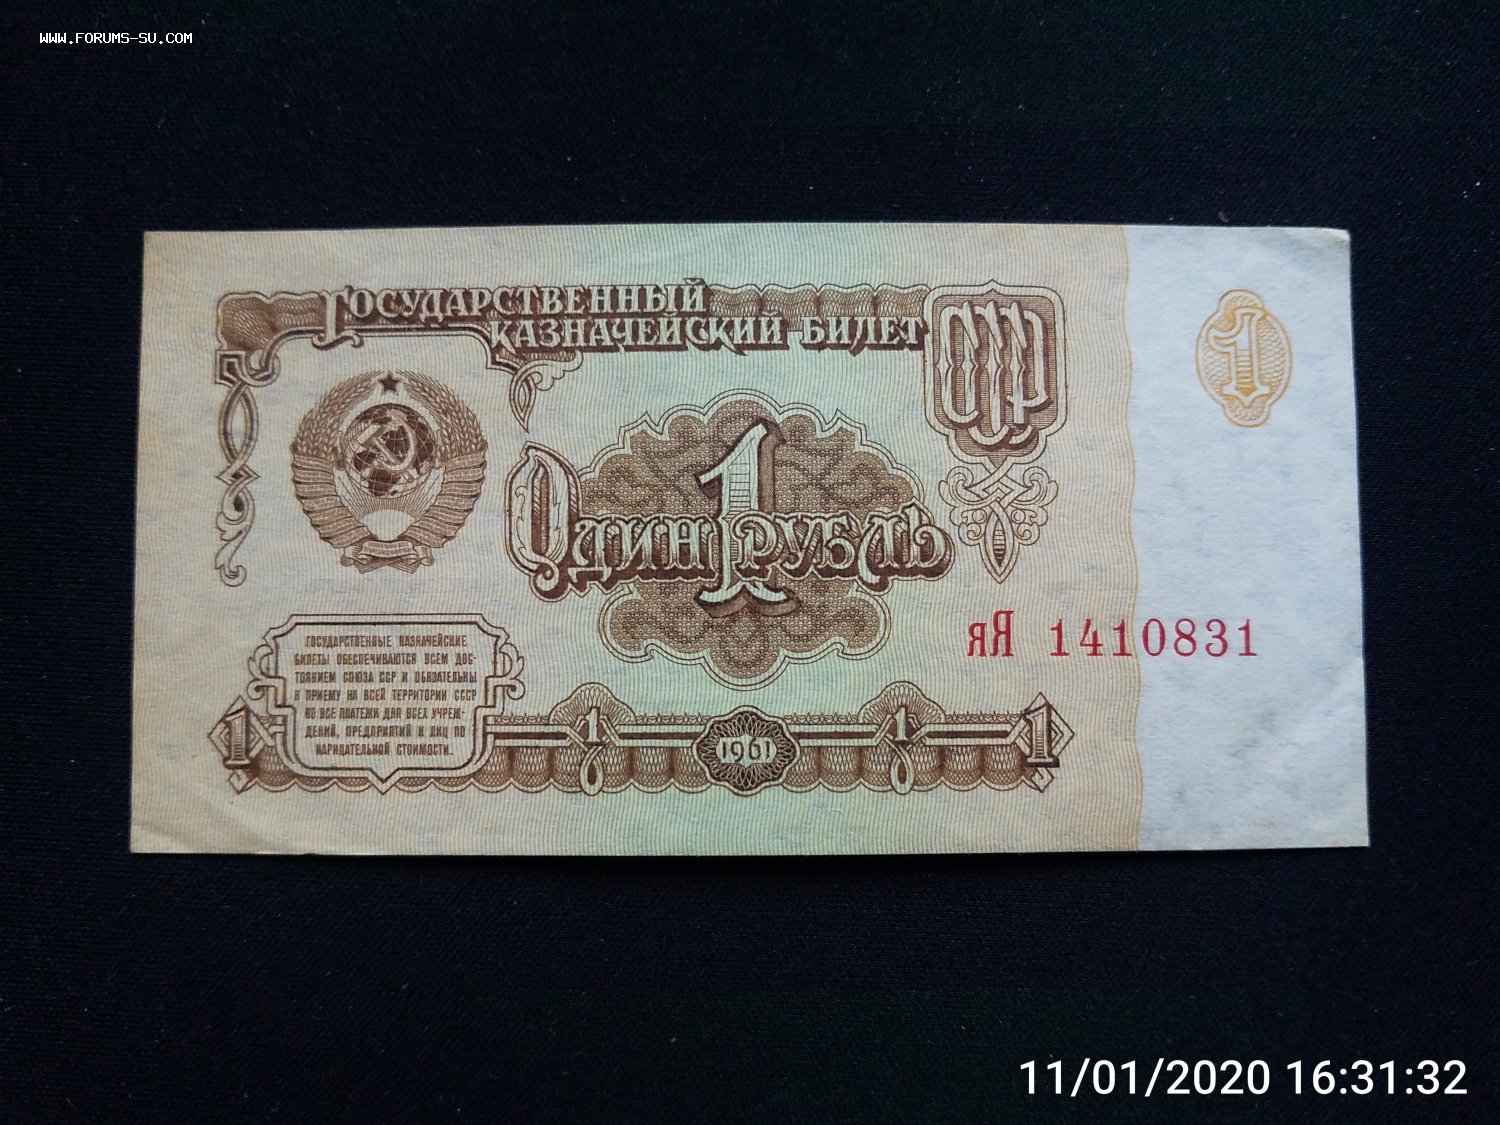 WWW.FORUMS-SU.COM
ГОСУДАРСТВЕННЫЙ
КАЗНАЧЕЙСКИЙ БИЛЕТ
СССР
1
1
ОДИН РУБЛЬ
яЯ 1410831
ГОСУДАРСТВЕННЫЕ КАЗНАЧЕЙСКИЕ
БИЛЕТЫ ОБЕСПЕЧИВАЮТСЯ ВСЕМ ДОС-
ТОЯНИЕМ СОЮЗА ССР И ОБЯЗАТЕЛЬНЫ
К ПРИЕМУ НА ВСЕЙ ТЕРРИТОРИИ СССР
ВО ВСЕ ПЛАТЕЖИ ДЛЯ ВСЕХ УЧРЕЖ-
ДЕНИЙ, ПРЕДПРИЯТИЙ И ЛИЦ ПО
НАРИЦАТЕЛЬНОЙ СТОИМОСТИ.
1 1 1961 1 1
11/01/2020 16:31:32